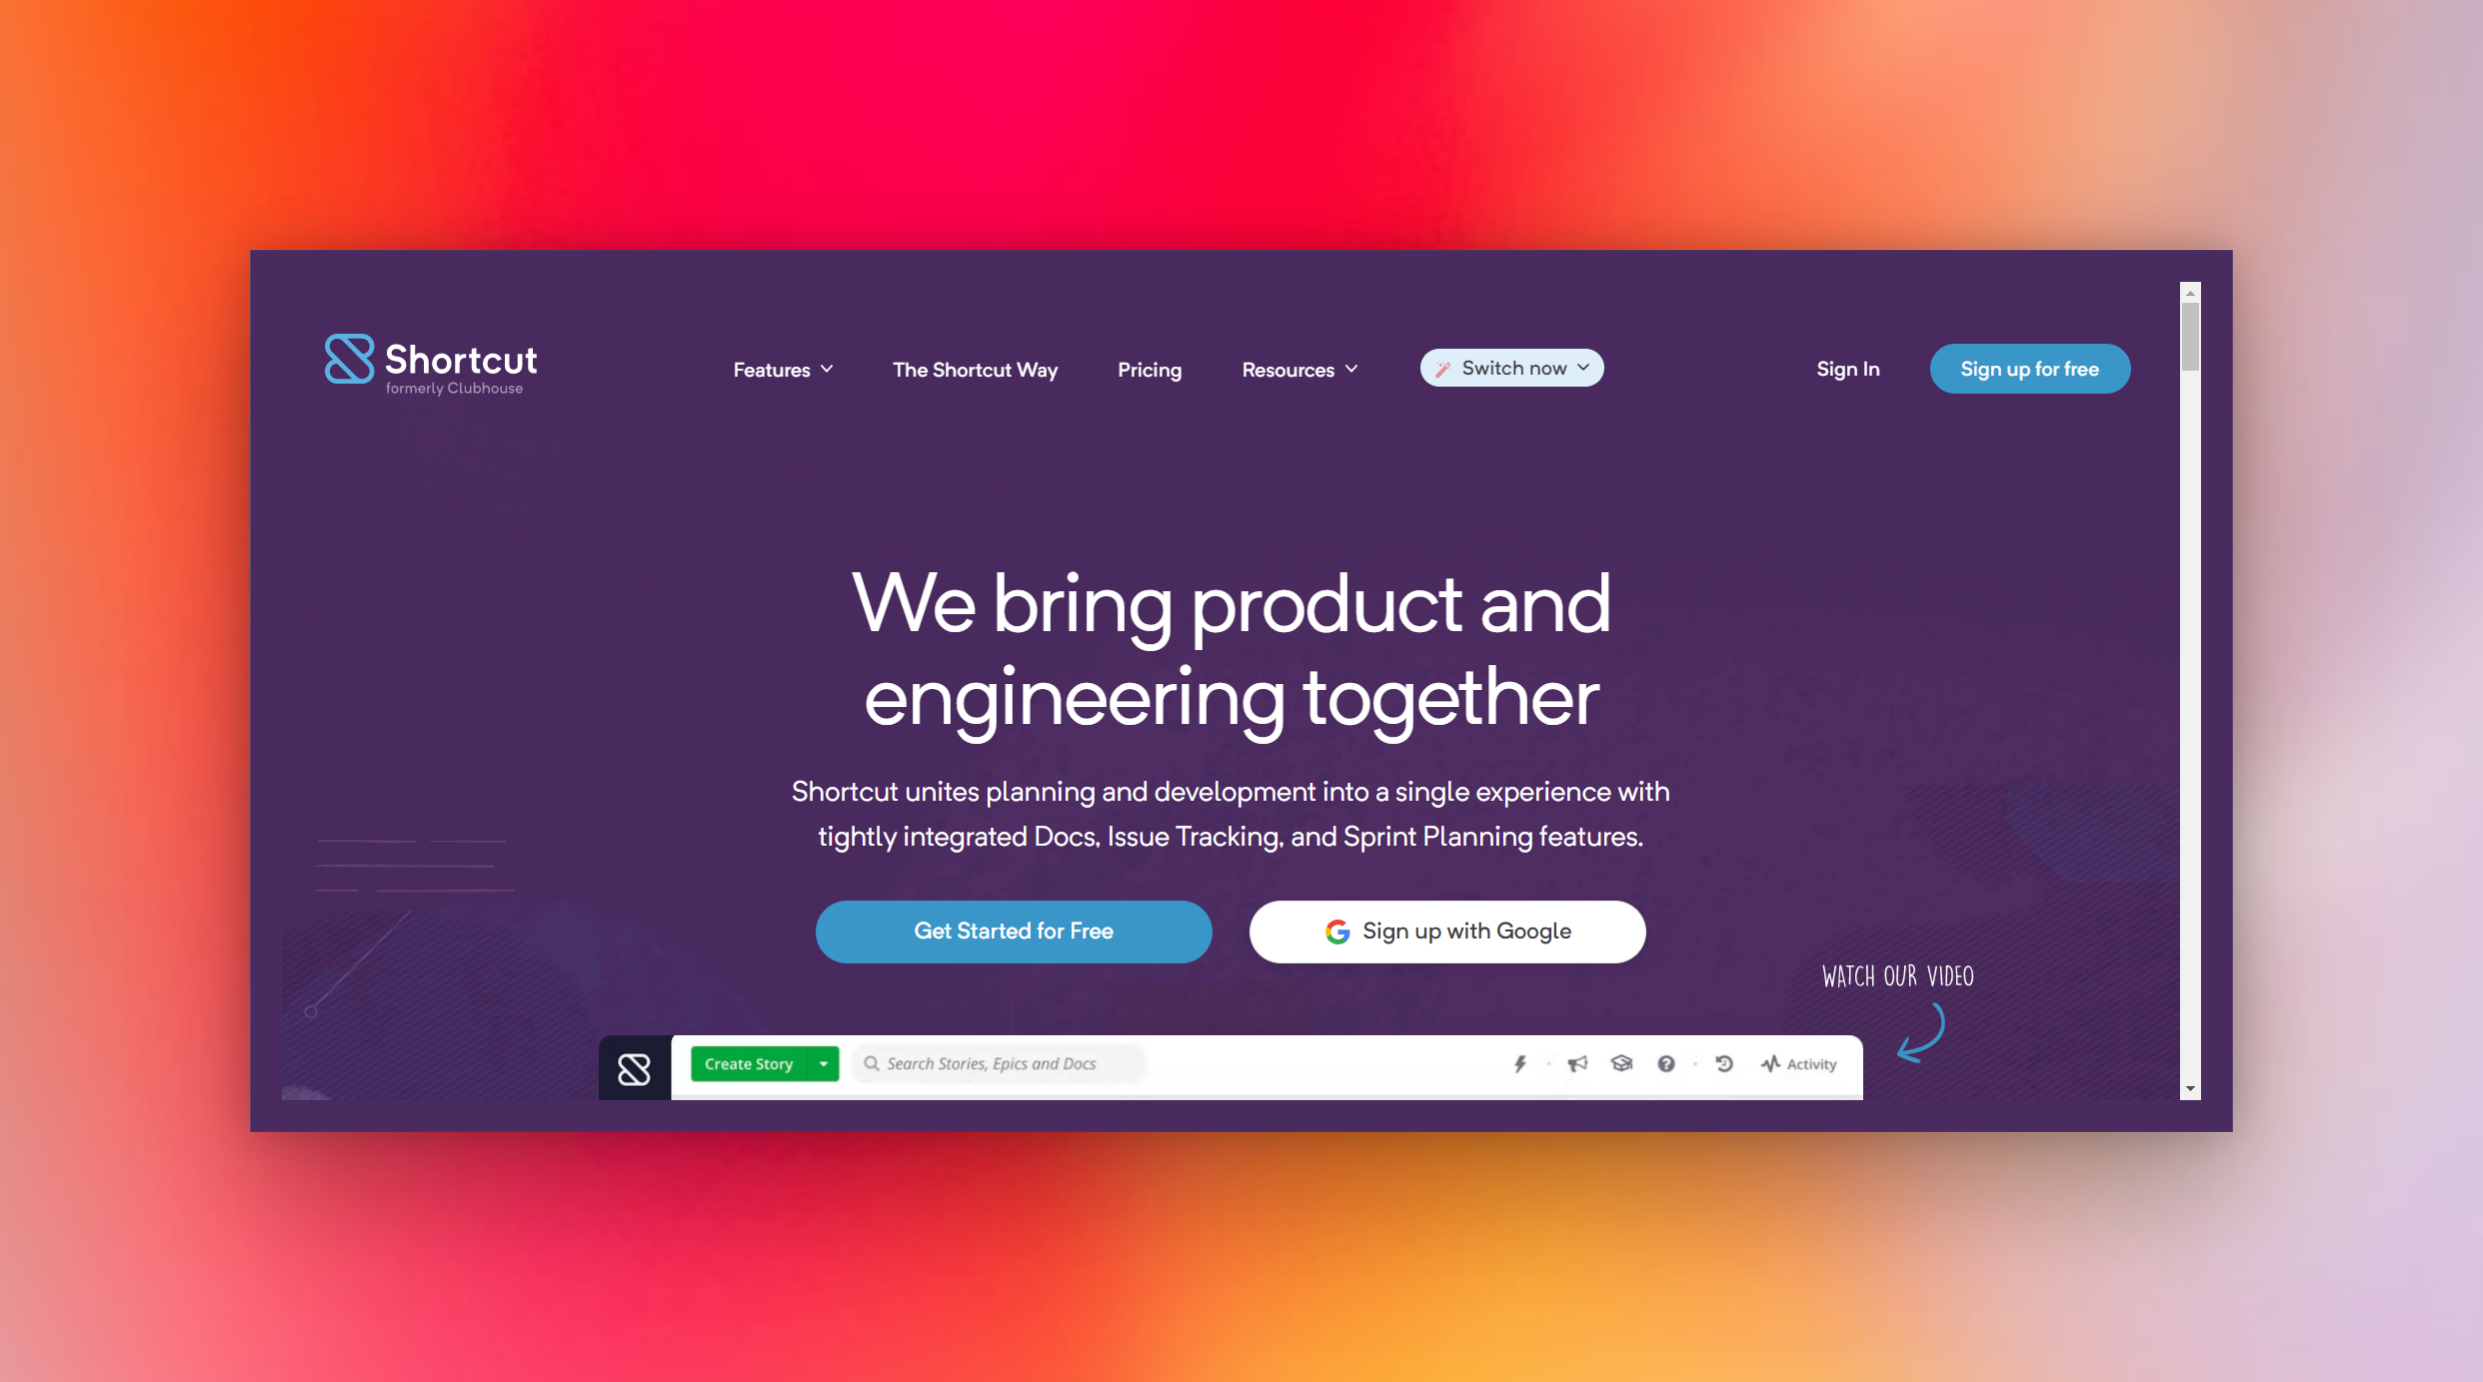 Shortcut
formerly Clubhouse
Features
The Shortcut Way
Pricing
Resources
Switch now
Sign In
Sign up for free
We bring product and
engineering together
Shortcut unites planning and development into a single experience with
tightly integrated Docs, Issue Tracking, and Sprint Planning features.
Get Started for Free
Sign up with Google
WATCH OUR VIDEO
Create Story
Search Stories, Epics and Docs
Activity